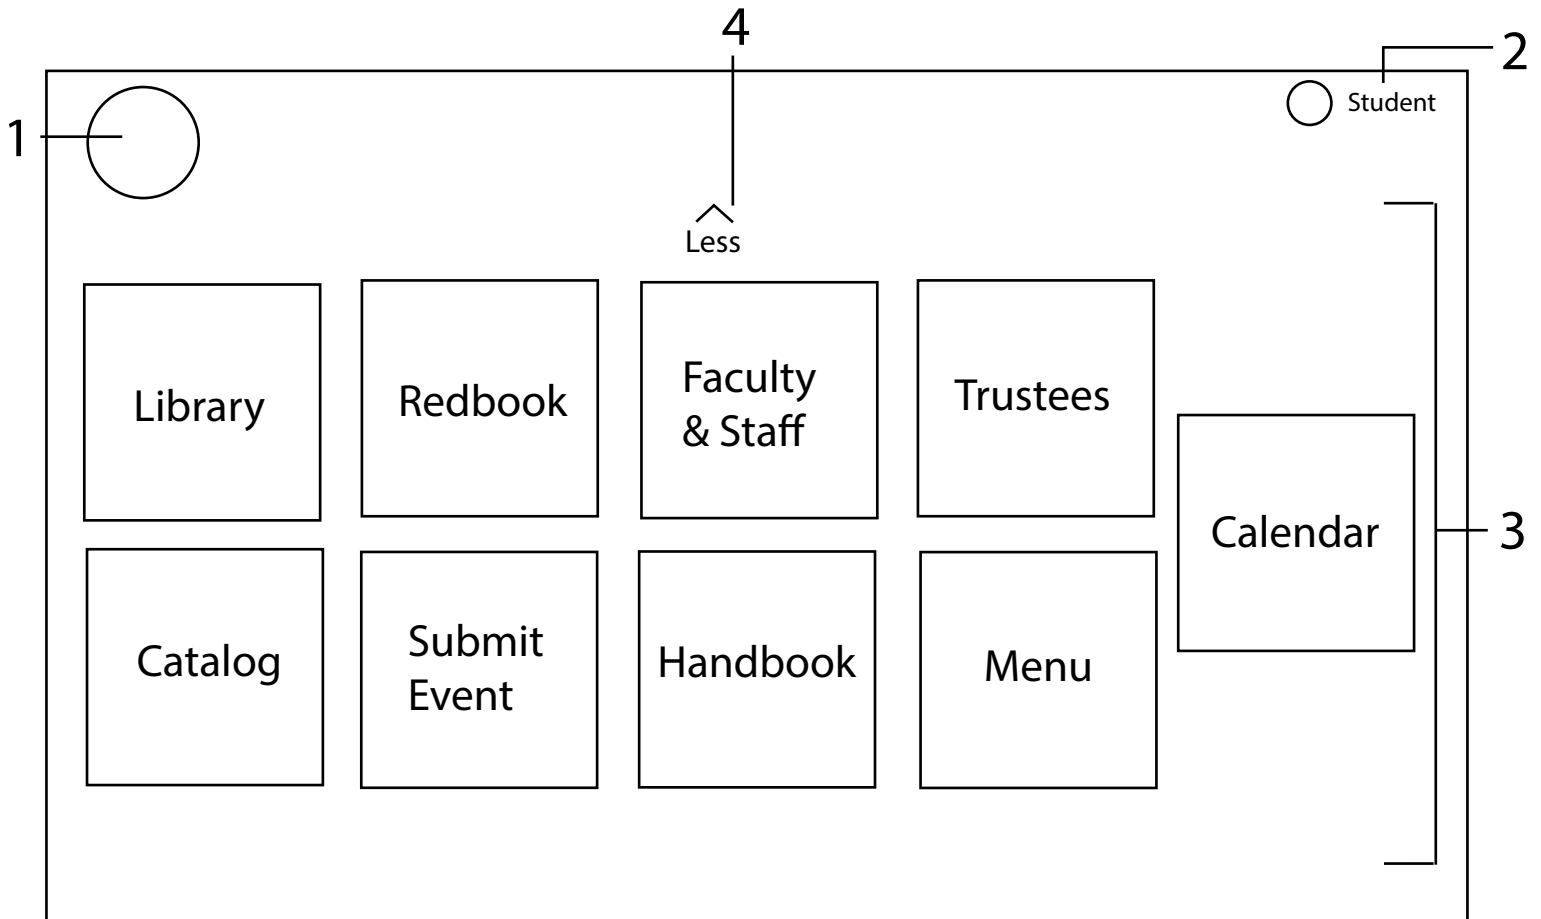 4
2
1
Student
Less
Library
Redbook
Faculty
& Staff
Trustees
Calendar
3
Catalog
Submit
Event
Handbook
Menu